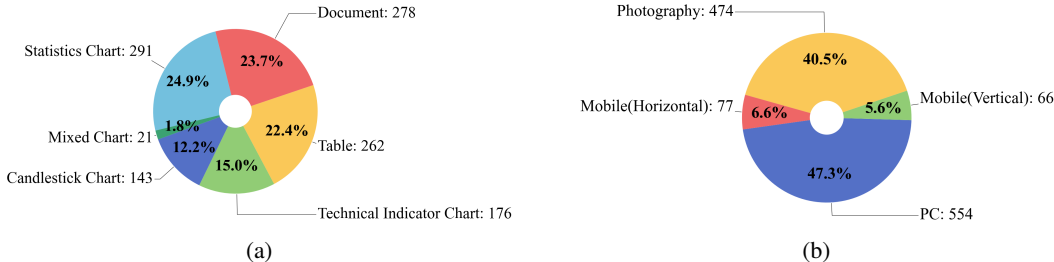 Document: 278
Statistics Chart: 291
23.7%
24.9%
22.4%
1.8%
Mixed Chart: 21
12.2%
Table: 262
15.0%
Candlestick Chart: 143
Technical Indicator Chart: 176
(a)
Photography: 474
40.5%
Mobile(Horizontal): 77
6.6%
5.6%
Mobile(Vertical): 66
47.3%
PC: 554
(b)